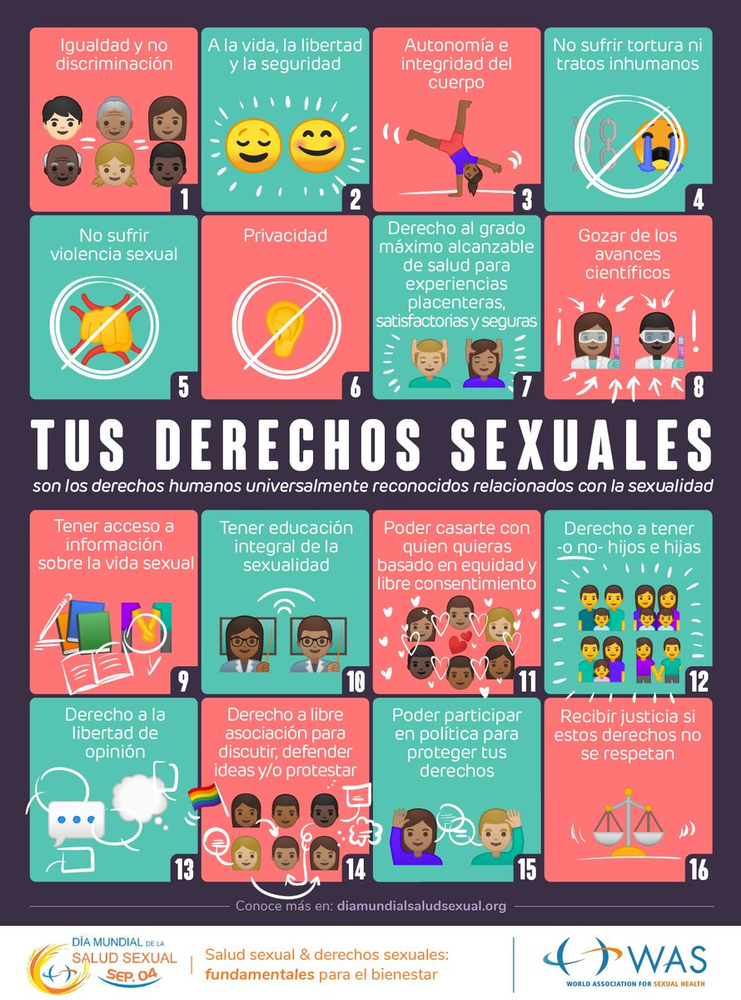 Igualdad y no
discriminación
1
A la vida, la libertad
y la seguridad
2
Autonomía e
integridad del
cuerpo
3
No sufrir tortura ni
tratos inhumanos
4
No sufrir
violencia sexual
5
Privacidad
6
Derecho al grado
máximo alcanzable
de salud para
experiencias
placenteras,
satisfactorias y seguras
7
Gozar de los
avances
científicos
8
TUS DERECHOS SEXUALES
son los derechos humanos universalmente reconocidos relacionados con la sexualidad
Tener acceso a
información
sobre la vida sexual
9
Tener educación
integral de la
sexualidad
10
Poder casarte con
quien quieras
basado en equidad y
libre consentimiento
11
Derecho a tener
-o no- hijos e hijas
12
Derecho a la
libertad de
opinión
13
Derecho a libre
asociación para
discutir, defender
ideas y/o protestar
14
Poder participar
en política para
proteger tus
derechos
15
Recibir justicia si
estos derechos no
se respetan
16
Conoce más en: diamundialsaludsexual.org
DÍA MUNDIAL DE LA
SALUD SEXUAL
SEP. 04
Salud sexual & derechos sexuales:
fundamentales para el bienestar
WAS
WORLD ASSOCIATION FOR SEXUAL HEALTH